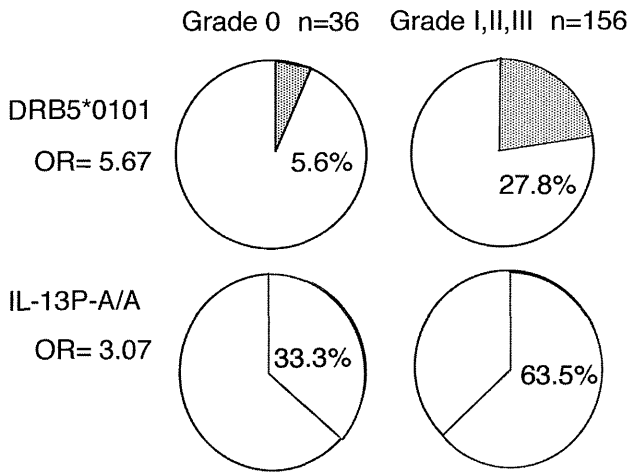 Grade 0 n=36 Grade I,II,III n=156
DRB5*0101
OR= 5.67
5.6%
27.8%
IL-13P-A/A
OR= 3.07
33.3%
63.5%